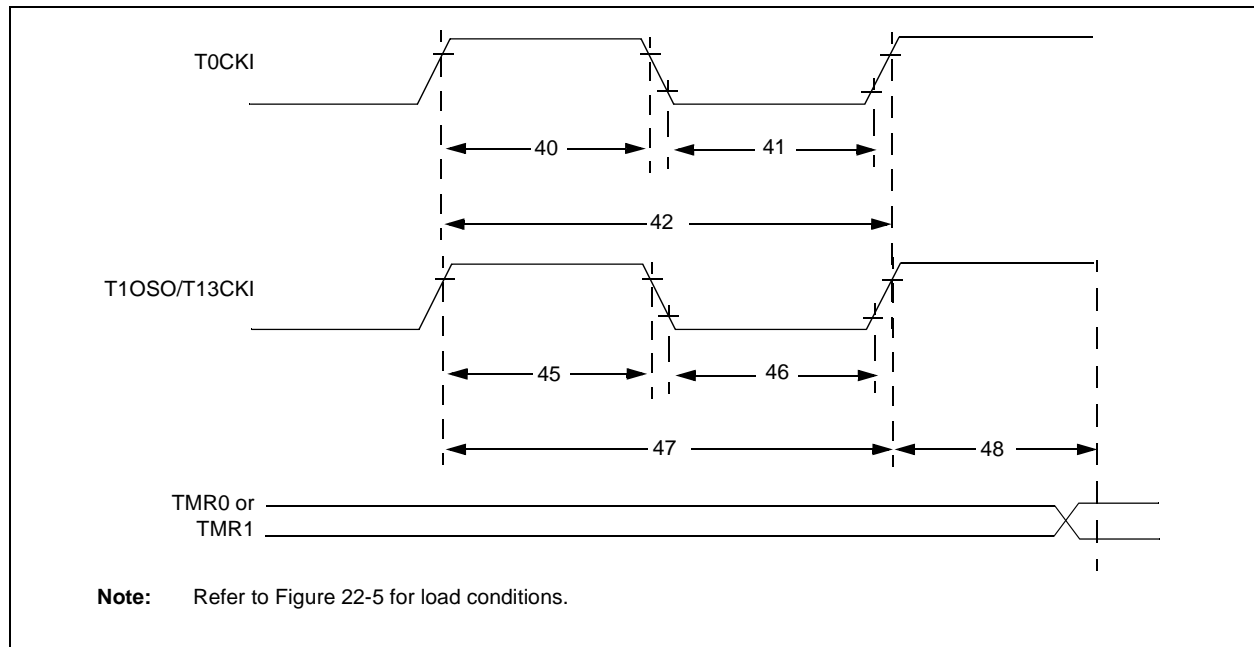 T0CKI
40
41
42
T1OSO/T13CKI
45
46
47
48
TMR0 or
TMR1
Note: Refer to Figure 22-5 for load conditions.